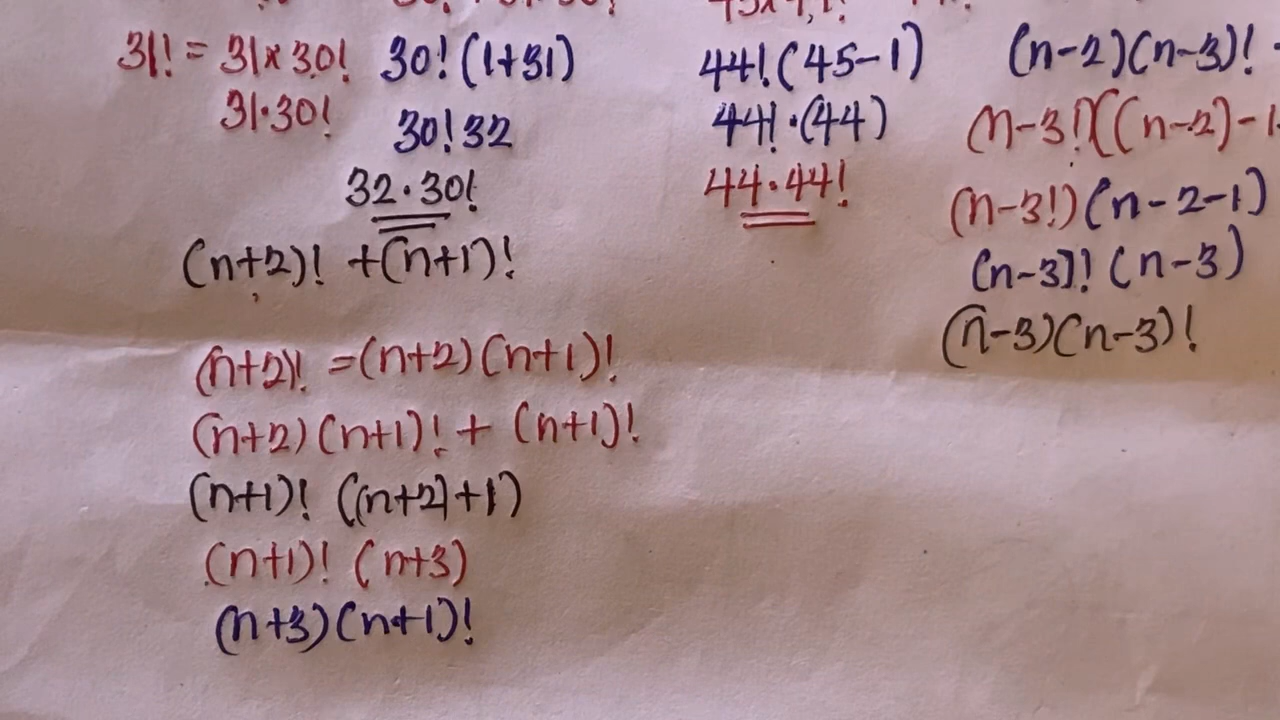 31! = 31 x 30!
31·30!
30! (1+31)
30! 32
32·30!
(n+2)! + (n+1)!
(n+2)! = (n+2) (n+1)!
(n+2) (n+1)! + (n+1)!
(n+1)! ((n+2)+1)
(n+1)! (n+3)
(n+3) (n+1)!
44! (45-1)
44! · (44)
44·44!
(n-2)(n-3)! -
(n-3!)((n-2)-1
(n-3!) (n-2-1)
(n-3)! (n-3)
(n-3)(n-3)!